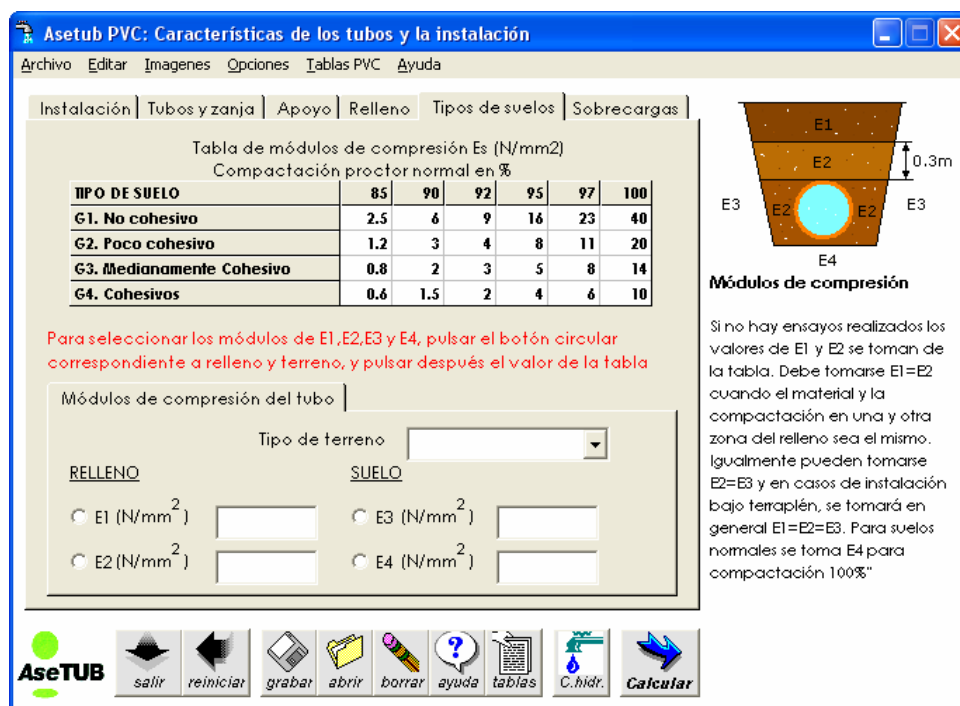 Asetub PVC: Características de los tubos y la instalación
Archivo Editar Imagenes Opciones Tablas PVC Ayuda
Instalación Tubos y zanja Apoyo Relleno Tipos de suelos Sobrecargas
Tabla de módulos de compresión Es (N/mm2)
Compactación proctor normal en %
TIPO DE SUELO 85 90 92 95 97 100
G1. No cohesivo 2.5 6 9 16 23 40
G2. Poco cohesivo 1.2 3 4 8 11 20
G3. Medianamente Cohesivo 0.8 2 3 5 8 14
G4. Cohesivos 0.6 1.5 2 4 6 10
Para seleccionar los módulos de E1,E2,E3 y E4, pulsar el botón circular
correspondiente a relleno y terreno, y pulsar después el valor de la tabla
Módulos de compresión del tubo
Tipo de terreno
RELLENO SUELO
E1 (N/mm2) E3 (N/mm2)
E2 (N/mm2) E4 (N/mm2)
E1
E2 0.3m
E3 E2 E2 E3
E4
Módulos de compresión
Si no hay ensayos realizados los
valores de E1 y E2 se toman de
la tabla. Debe tomarse E1=E2
cuando el material y la
compactación en una y otra
zona del relleno sea el mismo.
Igualmente pueden tomarse
E2=E3 y en casos de instalación
bajo terraplén, se tomará en
general E1=E2=E3. Para suelos
normales se toma E4 para
compactación 100%"
AseTUB
salir reiniciar grabar abrir borrar ayuda tablas C.hidr. Calcular